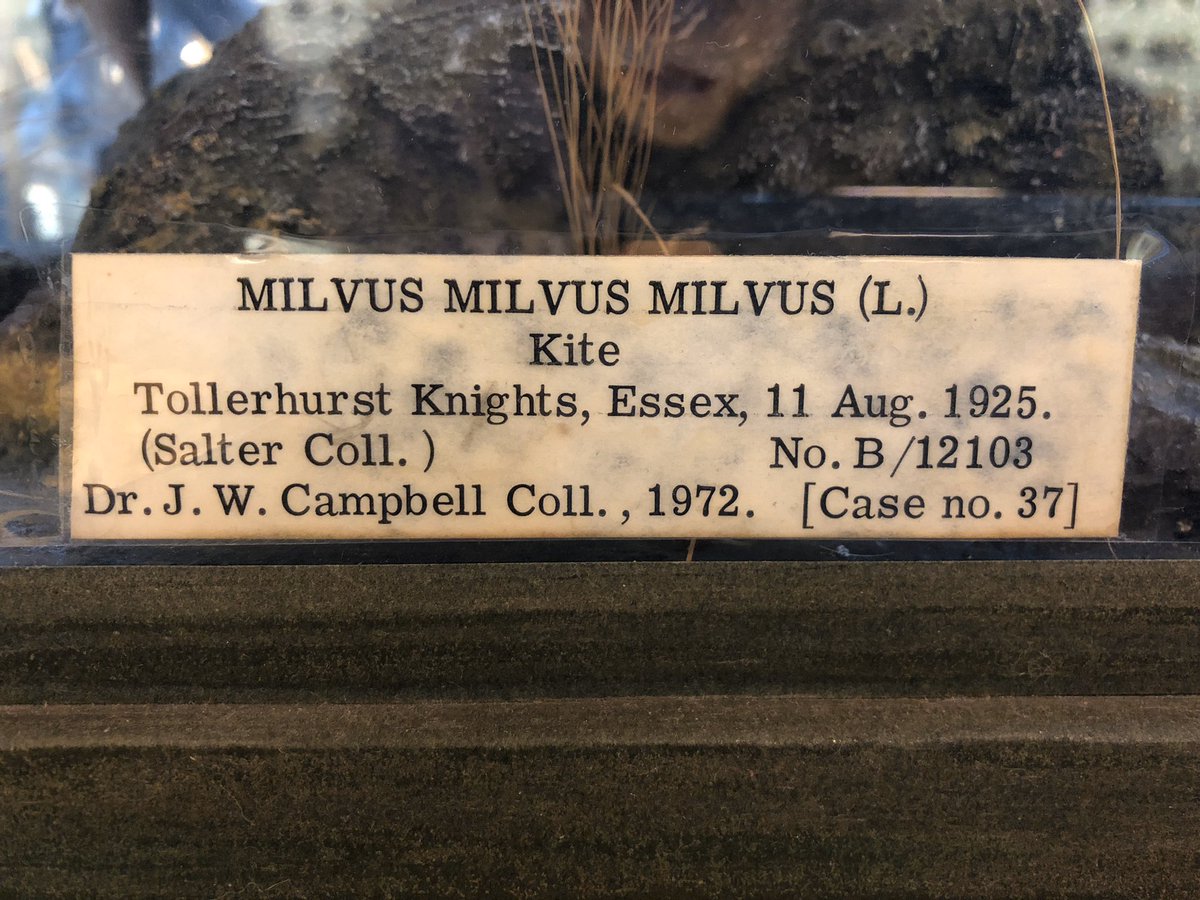 MILVUS MILVUS MILVUS (L.)
Kite
Tollerhurst Knights, Essex, 11 Aug. 1925.
(Salter Coll. ) No. B/12103
Dr. J. W. Campbell Coll., 1972. [Case no. 37]